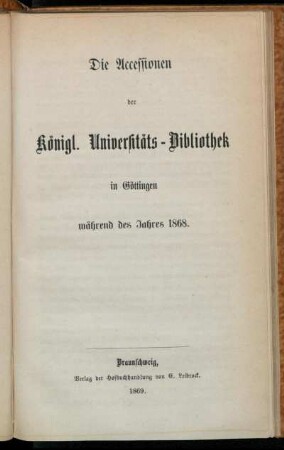 Die Accessionen
der
Königl. Universitäts-Bibliothek
in Göttingen
während des Jahres 1868.
Braunschweig,
Verlag der Hofbuchhandlung von E. Leibrock.
1869.